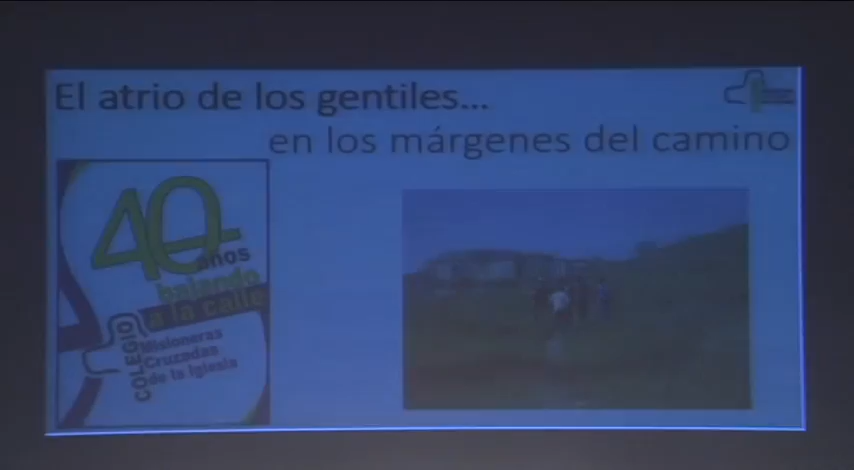 El atrio de los gentiles...
en los márgenes del camino
40
años
bajando
a la calle
COLEGIO
Misioneras
Cruzadas
de la Iglesia